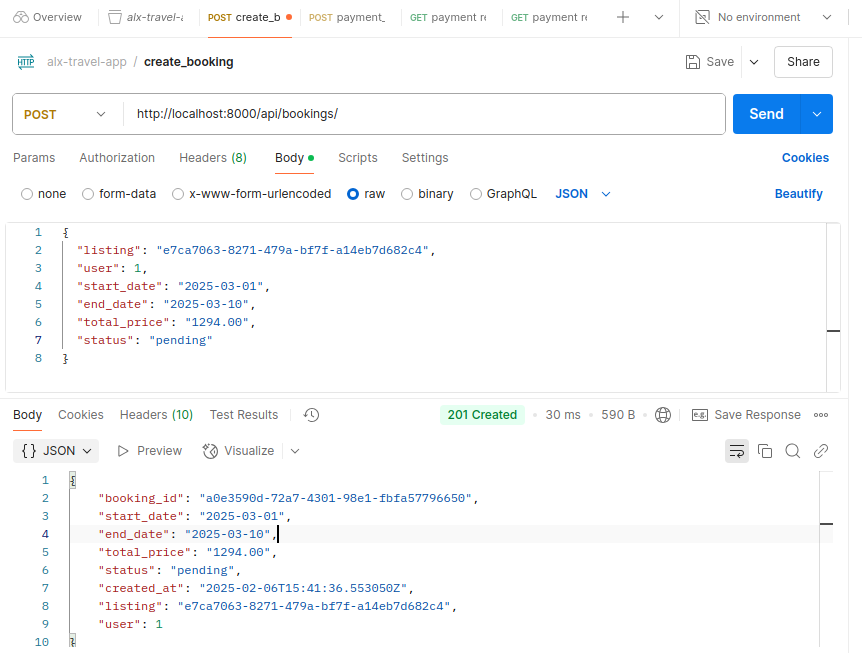 Overview alx-travel-a POST create_b POST payment_ GET payment re GET payment re No environment
HTTP alx-travel-app / create_booking Save Share
POST http://localhost:8000/api/bookings/ Send
Params Authorization Headers (8) Body Scripts Settings Cookies
none form-data x-www-form-urlencoded raw binary GraphQL JSON Beautify
1 {
2 "listing": "e7ca7063-8271-479a-bf7f-a14eb7d682c4",
3 "user": 1,
4 "start_date": "2025-03-01",
5 "end_date": "2025-03-10",
6 "total_price": "1294.00",
7 "status": "pending"
8 }
Body Cookies Headers (10) Test Results 201 Created 30 ms 590 B e.g. Save Response
{} JSON Preview Visualize
1 {
2 "booking_id": "a0e3590d-72a7-4301-98e1-fbfa57796650",
3 "start_date": "2025-03-01",
4 "end_date": "2025-03-10",
5 "total_price": "1294.00",
6 "status": "pending",
7 "created_at": "2025-02-06T15:41:36.553050Z",
8 "listing": "e7ca7063-8271-479a-bf7f-a14eb7d682c4",
9 "user": 1
10 }